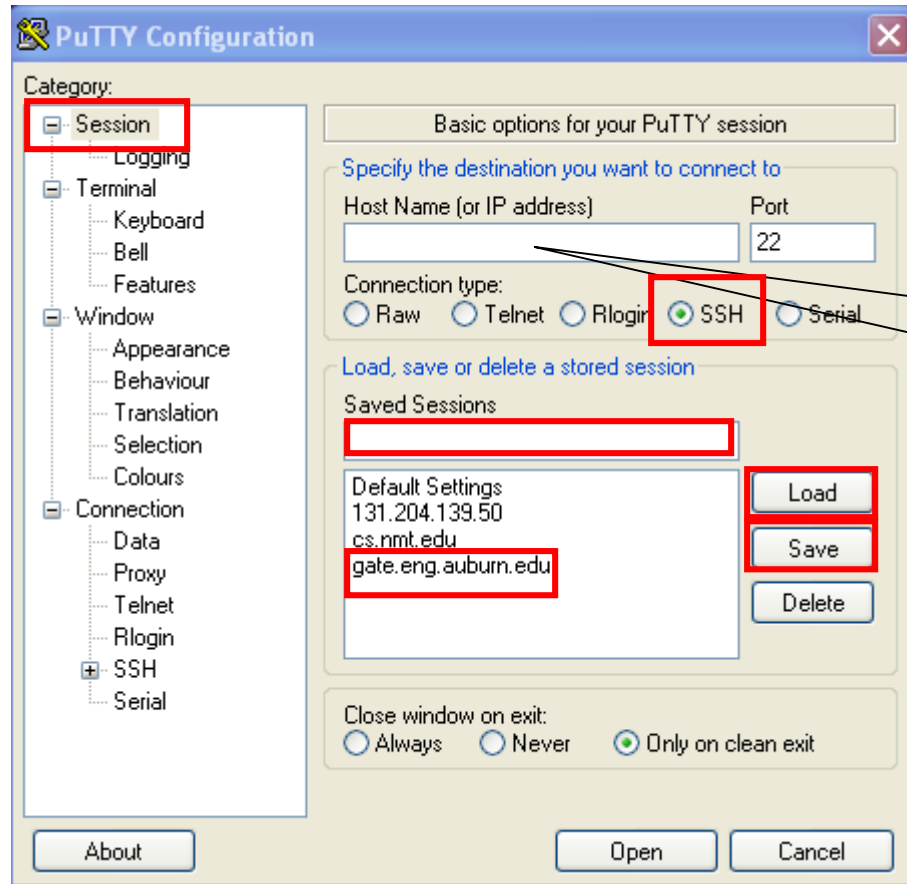 PuTTY Configuration
Category:
Session
Logging
Terminal
Keyboard
Bell
Features
Window
Appearance
Behaviour
Translation
Selection
Colours
Connection
Data
Proxy
Telnet
Rlogin
SSH
Serial
Basic options for your PuTTY session
Specify the destination you want to connect to
Host Name (or IP address) Port
22
Connection type:
Raw Telnet Rlogin SSH Serial
Load, save or delete a stored session
Saved Sessions
Default Settings
131.204.139.50
cs.nmt.edu
gate.eng.auburn.edu
Load
Save
Delete
Close window on exit:
Always Never Only on clean exit
About Open Cancel